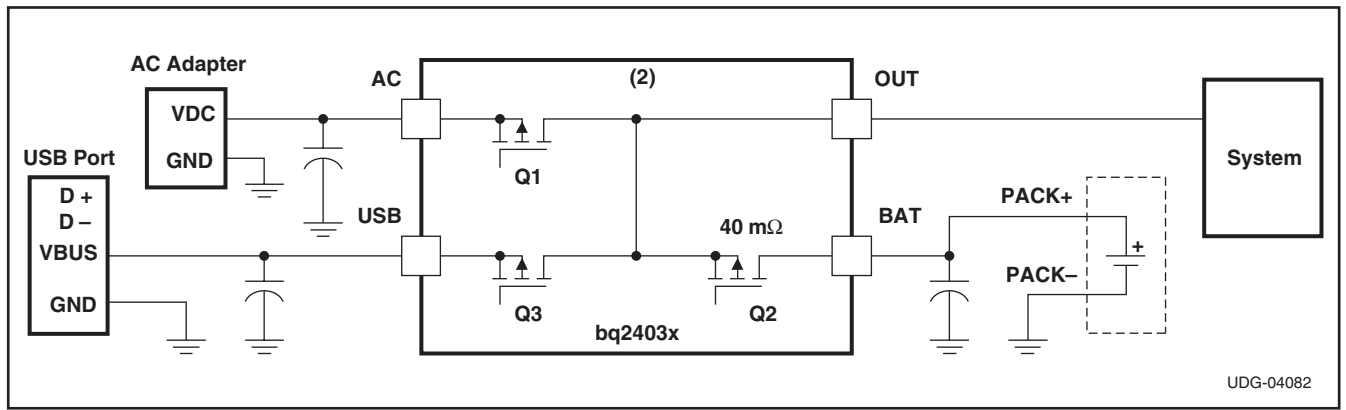 AC Adapter
VDC
GND
USB Port
D +
D –
VBUS
GND
AC
USB
(2)
Q1
Q3
40 mΩ
Q2
bq2403x
OUT
BAT
PACK+
+
PACK–
System
UDG-04082